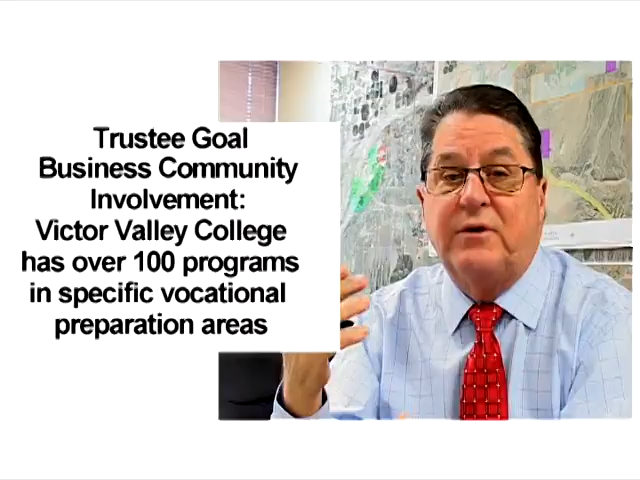 Trustee Goal
Business Community
Involvement:
Victor Valley College
has over 100 programs
in specific vocational
preparation areas